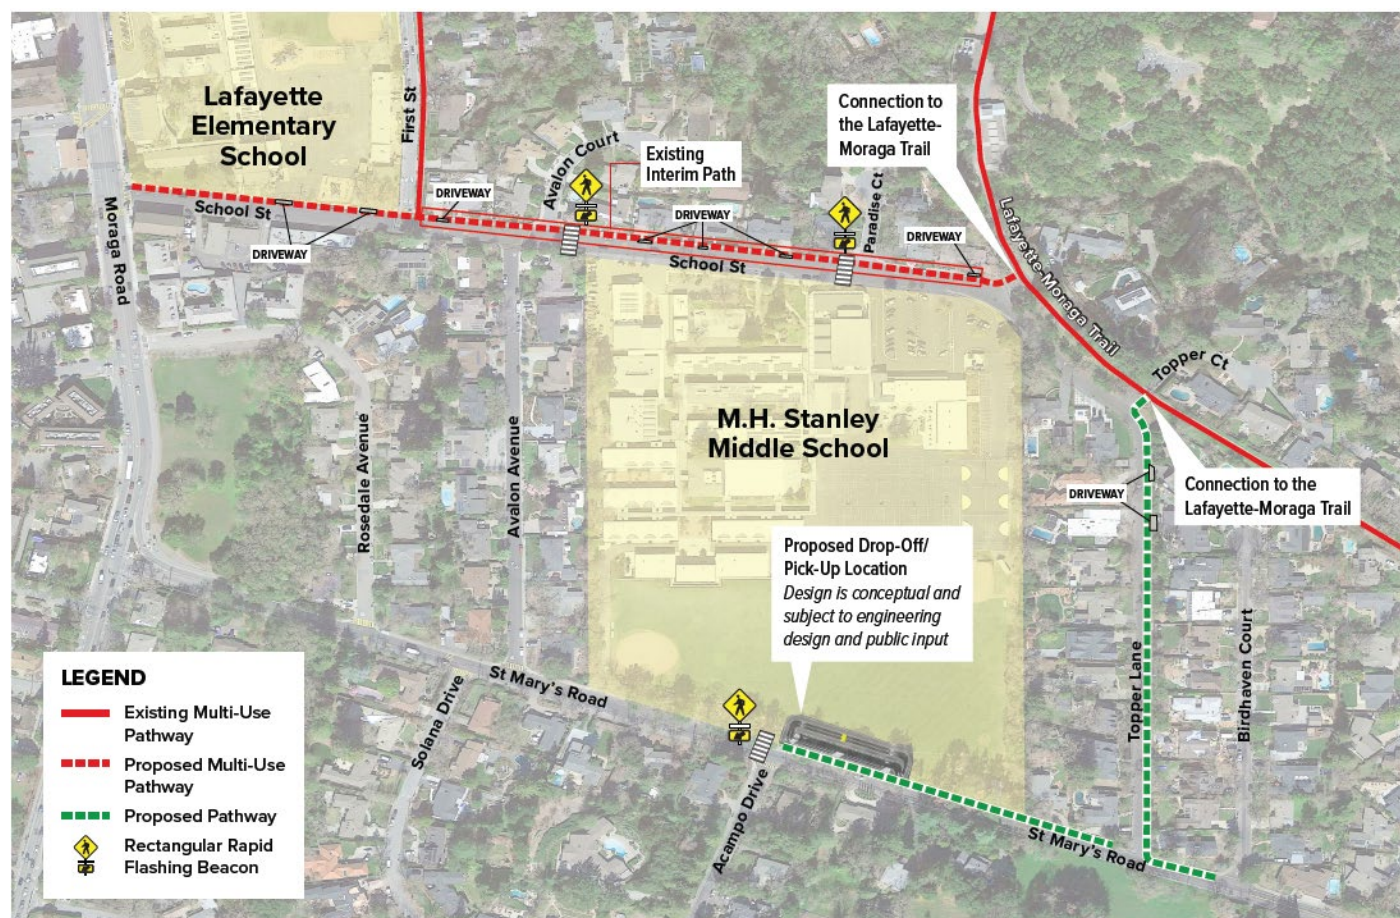 Lafayette
Elementary
School
First St
Avalon Court
Existing
Interim Path
Connection to
the Lafayette-
Moraga Trail
Paradise Ct
DRIVEWAY
DRIVEWAY
DRIVEWAY
School St
DRIVEWAY
School St
Moraga Road
Lafayette-Moraga Trail
Topper Ct
M.H. Stanley
Middle School
Rosedale Avenue
Avalon Avenue
DRIVEWAY
Connection to the
Lafayette-Moraga Trail
Proposed Drop-Off/
Pick-Up Location
Design is conceptual and
subject to engineering
design and public input
Topper Lane
Birdhaven Court
St Mary's Road
Solana Drive
Acampo Drive
St Mary's Road
LEGEND
Existing Multi-Use
Pathway
Proposed Multi-Use
Pathway
Proposed Pathway
Rectangular Rapid
Flashing Beacon